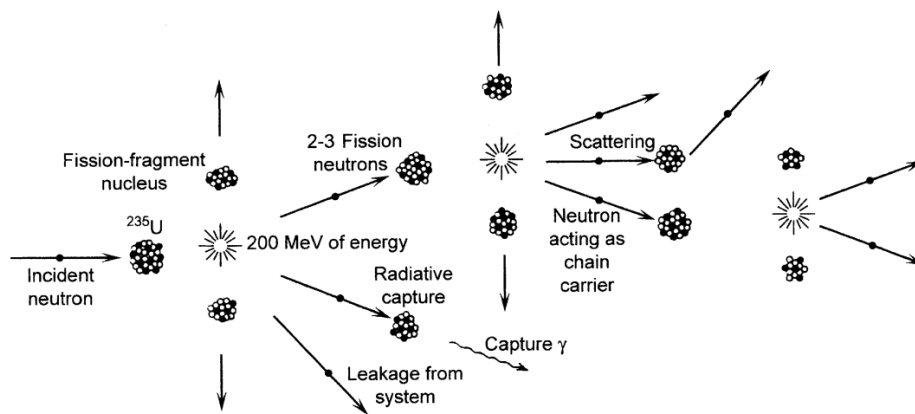 2-3 Fission
neutrons
Scattering
Fission-fragment
nucleus
²³⁵U
200 MeV of energy
Neutron
acting as
chain
carrier
Incident
neutron
Radiative
capture
Capture γ
Leakage from
system